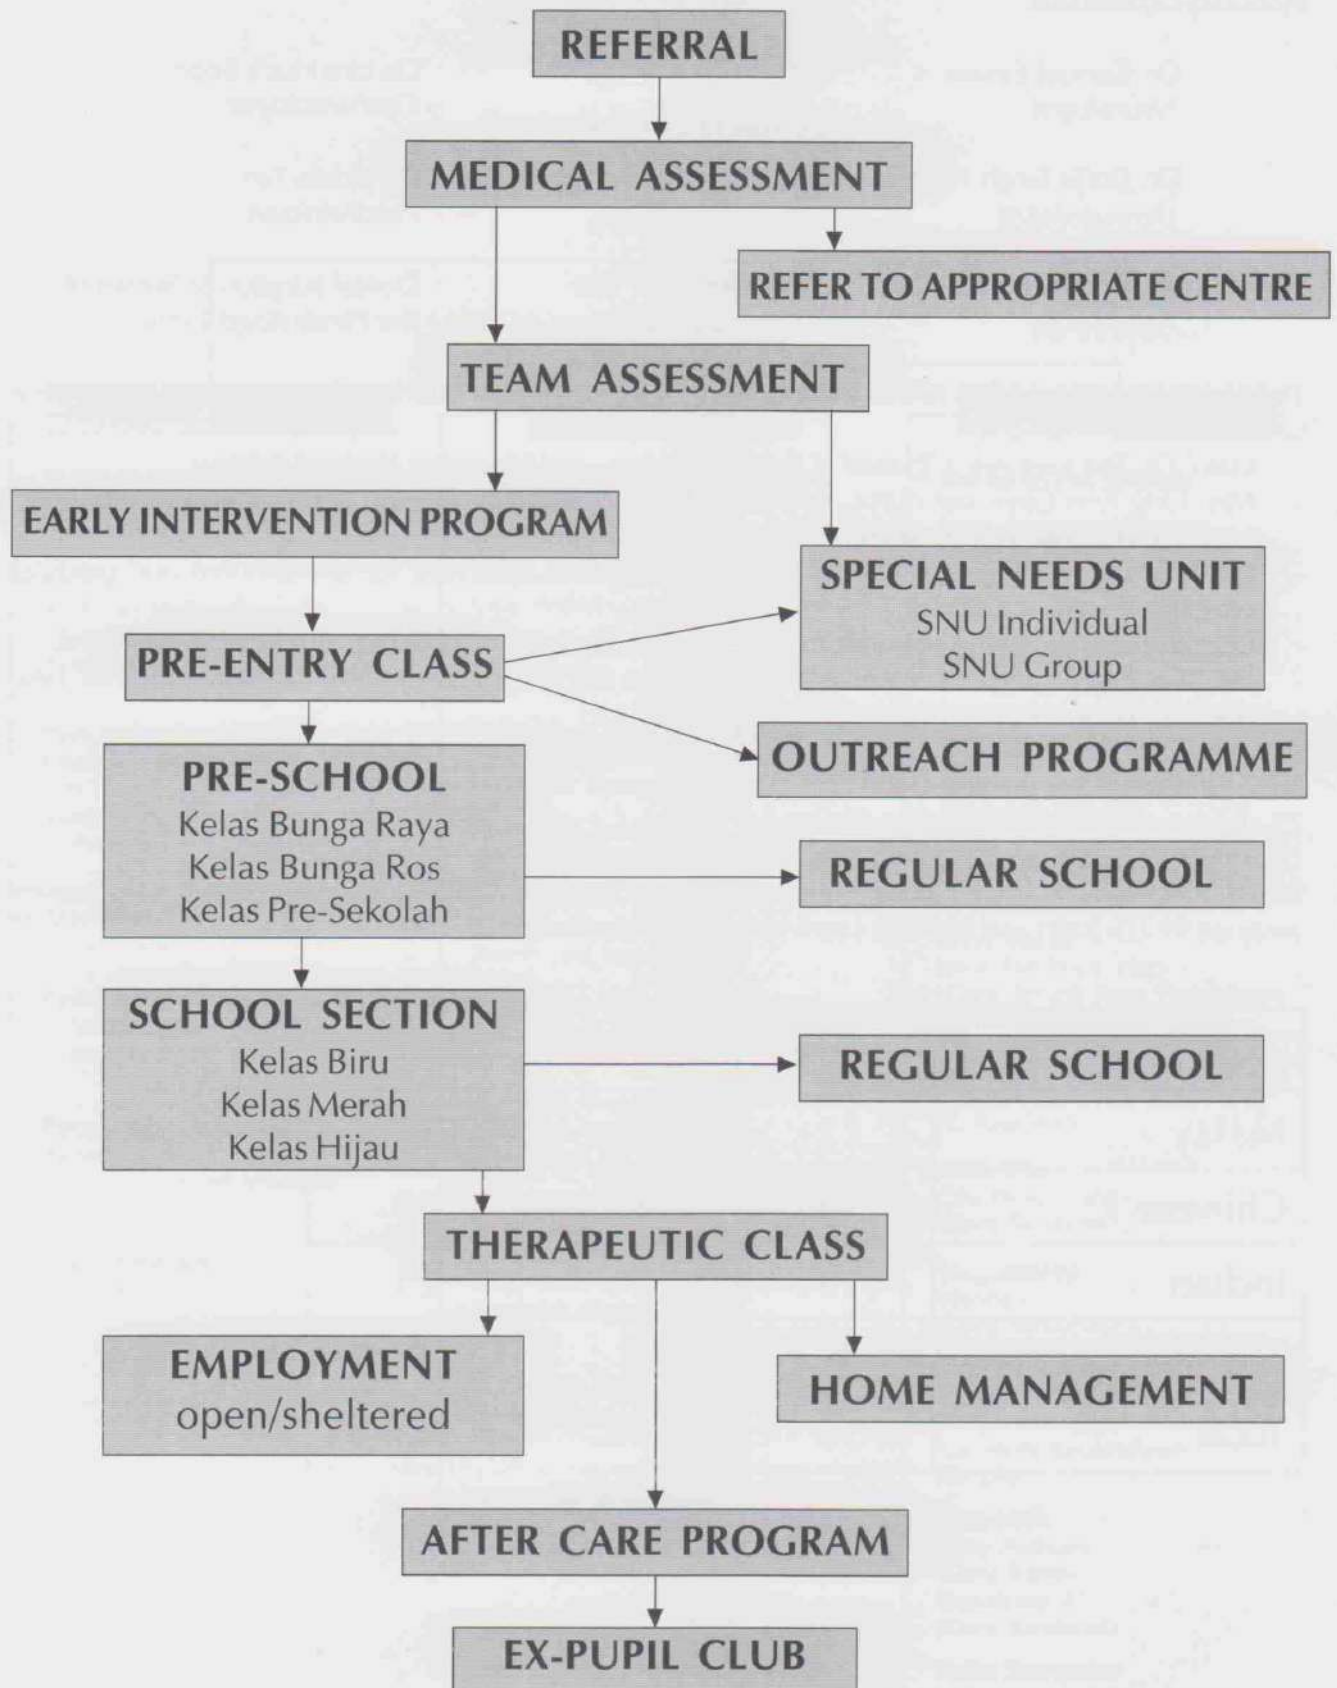 REFERRAL
MEDICAL ASSESSMENT
REFER TO APPROPRIATE CENTRE
TEAM ASSESSMENT
EARLY INTERVENTION PROGRAM
SPECIAL NEEDS UNIT
SNU Individual
SNU Group
PRE-ENTRY CLASS
OUTREACH PROGRAMME
PRE-SCHOOL
Kelas Bunga Raya
Kelas Bunga Ros
Kelas Pre-Sekolah
REGULAR SCHOOL
SCHOOL SECTION
Kelas Biru
Kelas Merah
Kelas Hijau
REGULAR SCHOOL
THERAPEUTIC CLASS
EMPLOYMENT
open/sheltered
HOME MANAGEMENT
AFTER CARE PROGRAM
EX-PUPIL CLUB